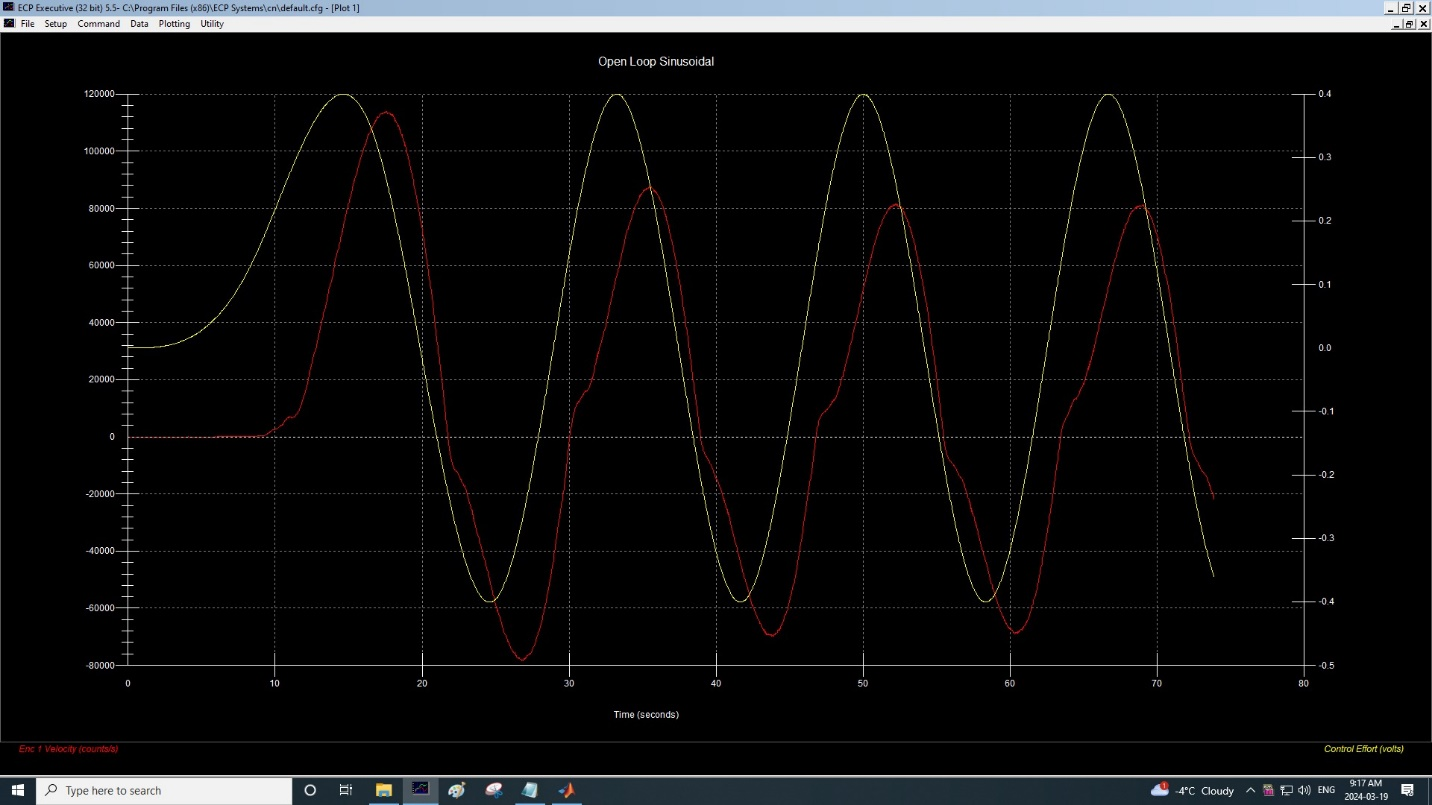 ECP Executive (32 bit) 5.5- C:\Program Files (x86)\ECP Systems\cn\default.cfg - [Plot 1]
File Setup Command Data Plotting Utility
Open Loop Sinusoidal
120000
100000
80000
60000
40000
20000
0
-20000
-40000
-60000
-80000
0.4
0.3
0.2
0.1
0.0
-0.1
-0.2
-0.3
-0.4
-0.5
0 10 20 30 40 50 60 70 80
Time (seconds)
Enc 1 Velocity (counts/s)
Control Effort (volts)
Type here to search
1
-4°C Cloudy
ENG
9:17 AM
2024-03-19